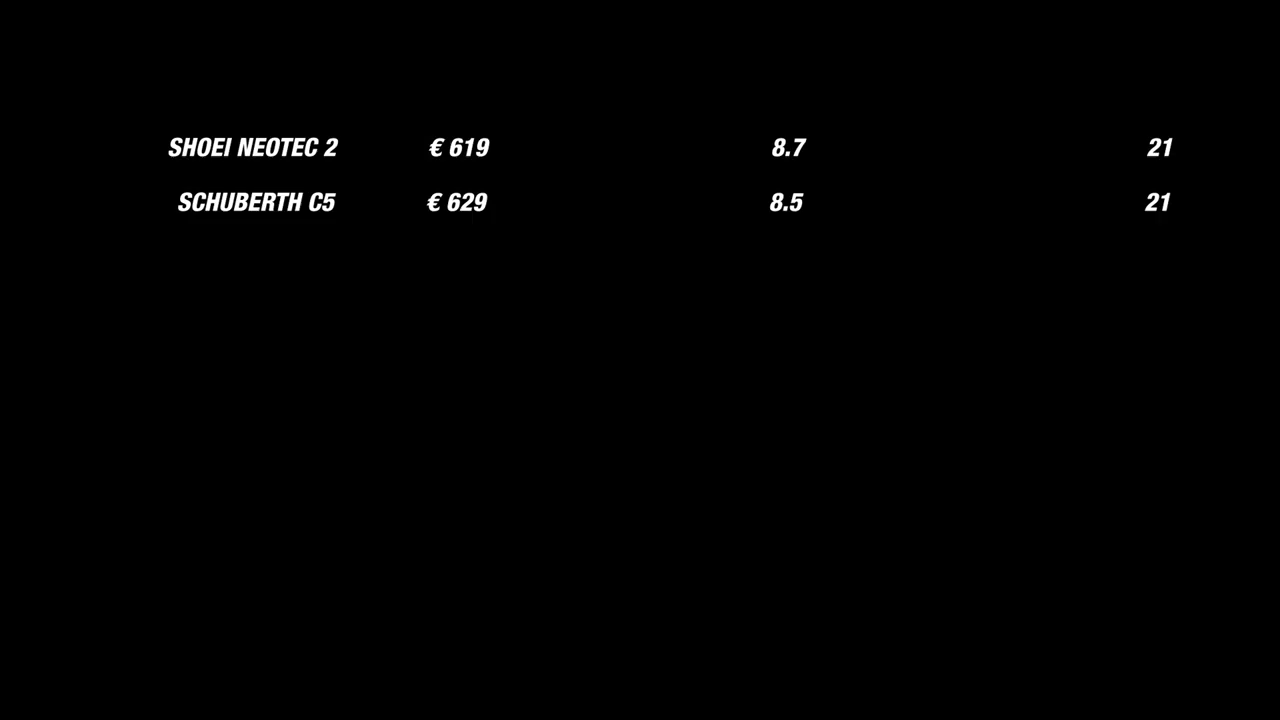 SHOEI NEOTEC 2 € 619 8.7 21
SCHUBERTH C5 € 629 8.5 21